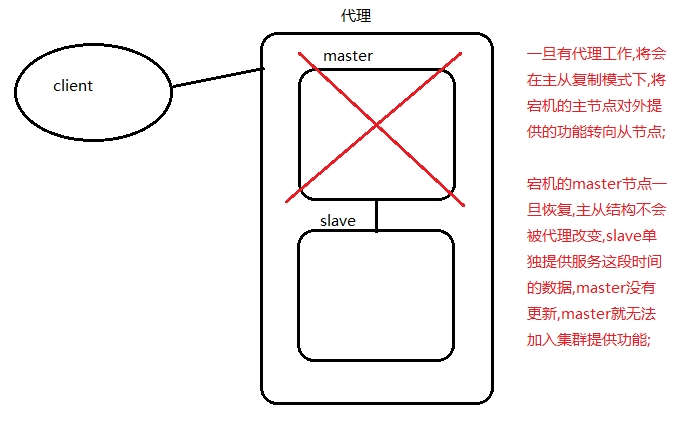 代理
master
client
slave
一旦有代理工作,将会
在主从复制模式下,将
宕机的主节点对外提
供的功能转向从节点;
宕机的master节点一
旦恢复,主从结构不会
被代理改变,slave单
独提供服务这段时间
的数据,master没有
更新,master就无法
加入集群提供功能;